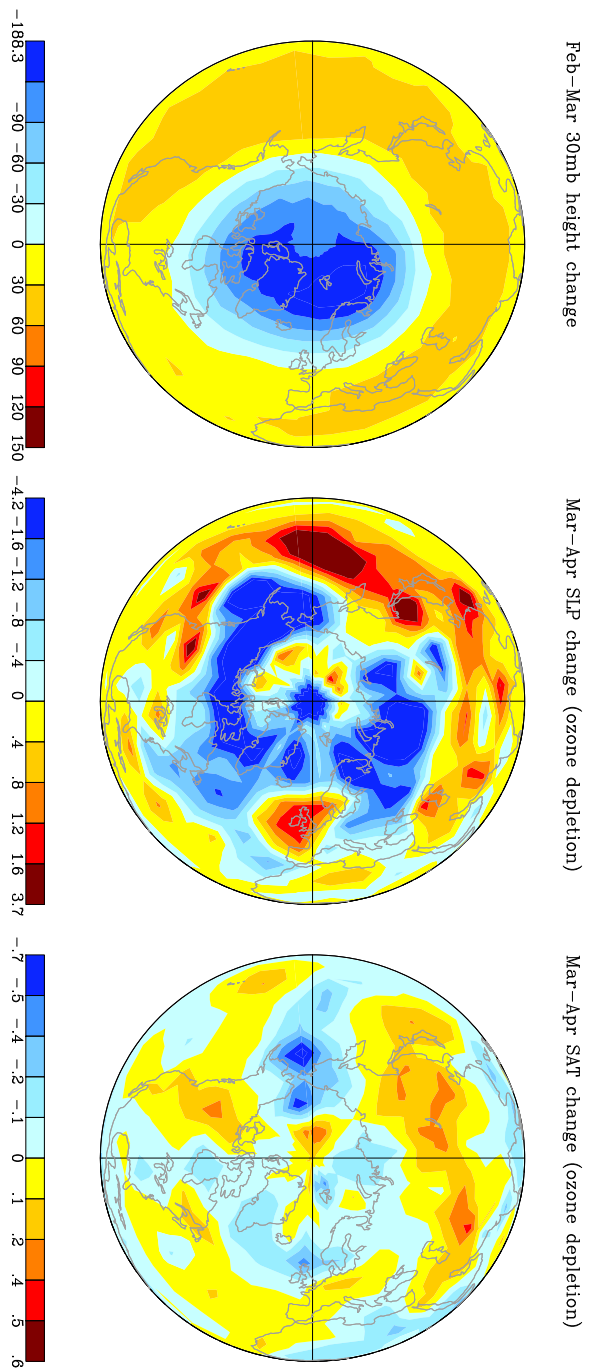 Feb-Mar 30mb height change
-188.3 -90 -60 -30 0 30 60 90 120 150
Mar-Apr SLP change (ozone depletion)
-4.2 -1.6 -1.2 -.8 -.4 0 .4 .8 1.2 1.6 3.7
Mar-Apr SAT change (ozone depletion)
-.7 -.5 -.4 -.2 -.1 0 .1 .2 .4 .5 .6